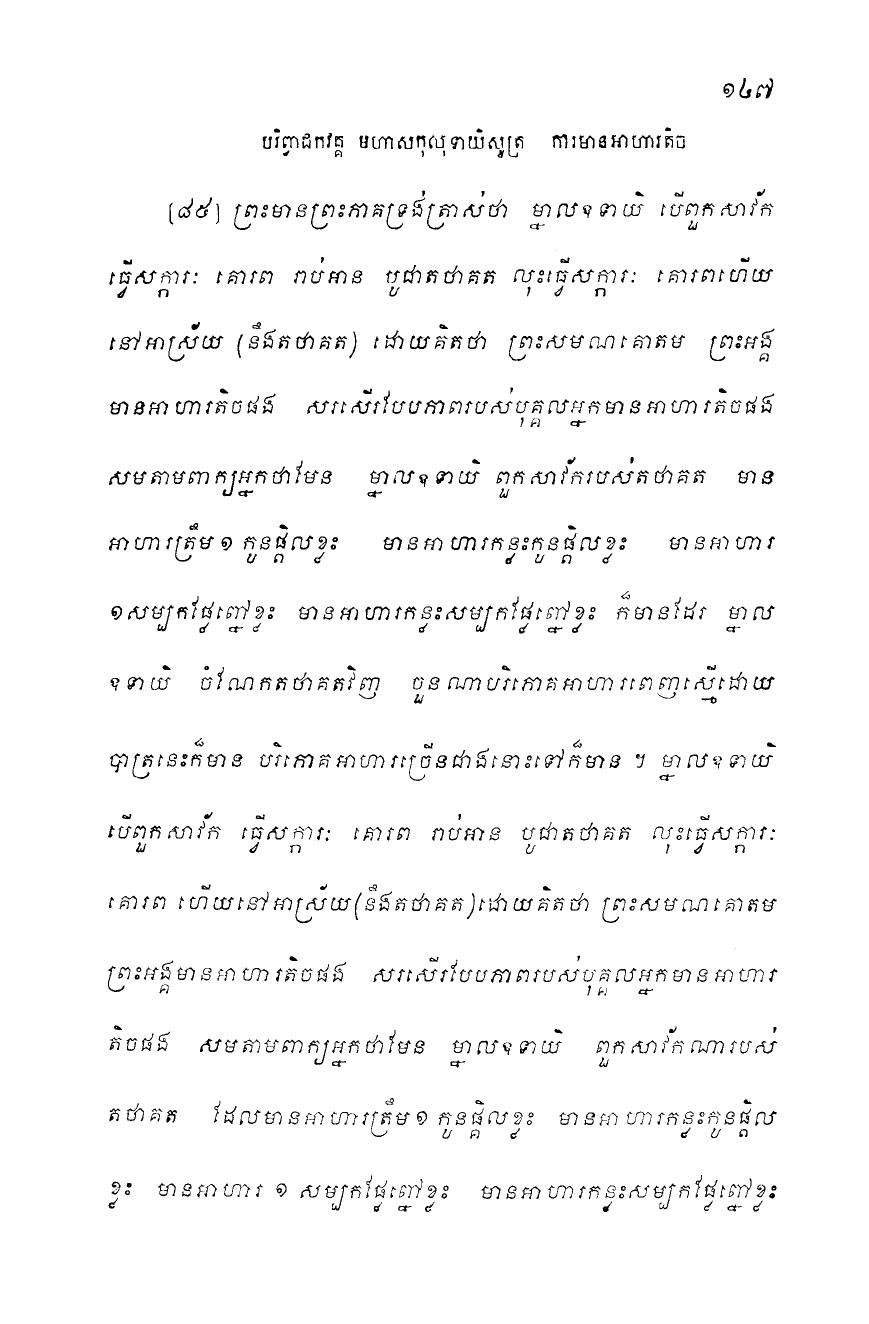 ១៤៧
បរិព្វាជកវគ្គ មហាសកុលុទាយិសូត្រ ការមានអាហារតិច
[៨៥] ព្រះមានព្រះភាគទ្រង់ត្រាស់ថា ម្នាលឧទាយិ បើពួកសាវ័ក
ធ្វើសក្ការៈ គោរព រាប់អាន បូជាតថាគត លុះធ្វើសក្ការៈ គោរពហើយ
នៅអាស្រ័យ (នឹងតថាគត) ដោយគិតថា ព្រះសមណគោតម ព្រះអង្គ
មានអាហារតិចផង សរសើរបែបភាពរបស់បុគ្គលអ្នកមានអាហារតិចផង
សមតាមពាក្យអ្នកថាមែន ម្នាលឧទាយិ ពួកសាវ័ករបស់តថាគត មាន
អាហារត្រឹម១ កូនផ្តិលខ្លះ មានអាហារកន្លះកូនផ្តិលខ្លះ មានអាហារ
១សម្បកផ្លែព្នៅខ្លះ មានអាហារកន្លះសម្បកផ្លែព្នៅខ្លះ ក៏មានដែរ ម្នាល
ឧទាយិ ចំណែកតថាគតវិញ ចួនណាបរិភោគអាហារពេញស្មើដោយ
បាត្រនេះក៏មាន បរិភោគអាហារច្រើនជាងនោះទៅក៏មាន ។ ម្នាលឧទាយិ
បើពួកសាវ័ក ធ្វើសក្ការៈ គោរព រាប់អាន បូជាតថាគត លុះធ្វើសក្ការៈ
គោរព ហើយនៅអាស្រ័យ(នឹងតថាគត)ដោយគិតថា ព្រះសមណគោតម
ព្រះអង្គមានអាហារតិចផង សរសើរបែបភាពរបស់បុគ្គលអ្នកមានអាហារ
តិចផង សមតាមពាក្យអ្នកថាមែន ម្នាលឧទាយិ ពួកសាវ័កណារបស់
តថាគត ដែលមានអាហារត្រឹម១ កូនផ្តិលខ្លះ មានអាហារកន្លះកូនផ្តិល
ខ្លះ មានអាហារ ១ សម្បកផ្លែព្នៅខ្លះ មានអាហារកន្លះសម្បកផ្លែព្នៅខ្លះ